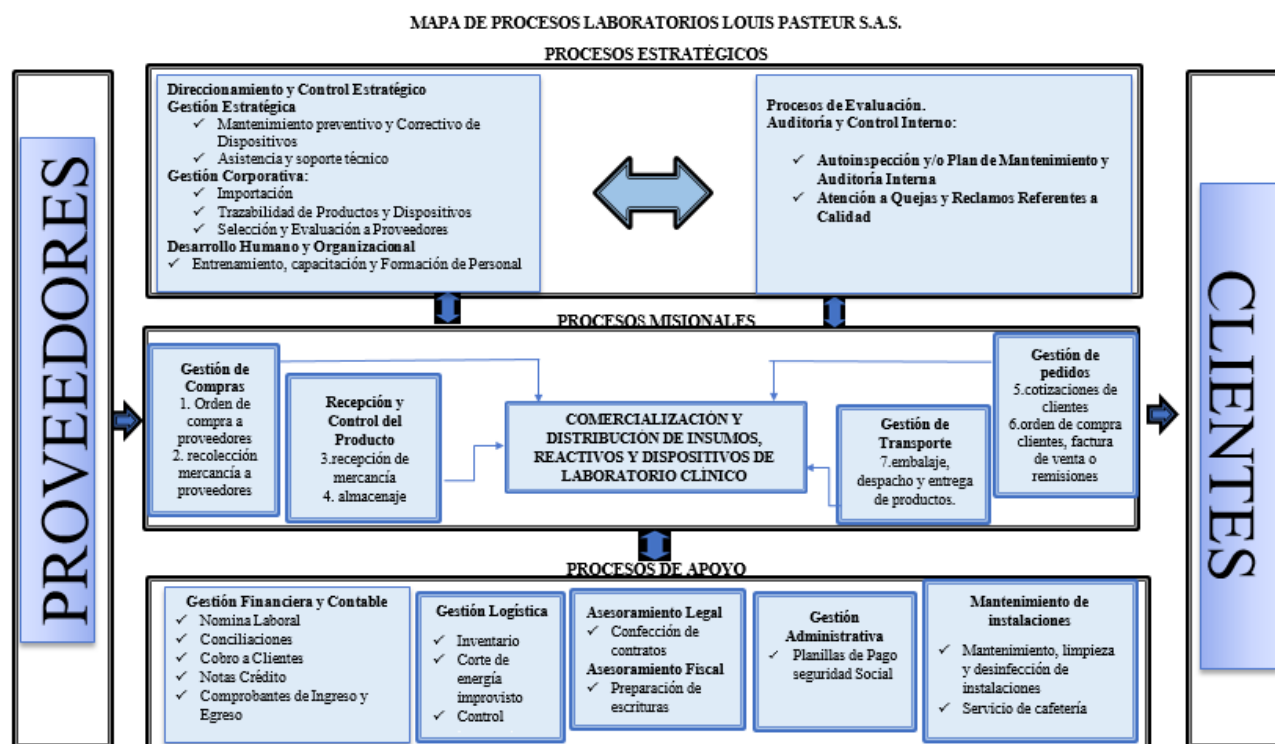 MAPA DE PROCESOS LABORATORIOS LOUIS PASTEUR S.A.S.
PROCESOS ESTRATÉGICOS
PROVEEDORES
Direccionamiento y Control Estratégico
Gestión Estratégica
✓ Mantenimiento preventivo y Correctivo de
Dispositivos
✓ Asistencia y soporte técnico
Gestión Corporativa:
✓ Importación
✓ Trazabilidad de Productos y Dispositivos
✓ Selección y Evaluación a Proveedores
Desarrollo Humano y Organizacional
✓ Entrenamiento, capacitación y Formación de Personal
Procesos de Evaluación.
Auditoría y Control Interno:
✓ Autoinspección y/o Plan de Mantenimiento y
Auditoría Interna
✓ Atención a Quejas y Reclamos Referentes a
Calidad
CLIENTES
PROCESOS MISIONALES
Gestión de
Compras
1. Orden de
compra a
proveedores
2. recolección
mercancía a
proveedores
Recepción y
Control del
Producto
3.recepción de
mercancía
4. almacenaje
COMERCIALIZACIÓN Y
DISTRIBUCIÓN DE INSUMOS,
REACTIVOS Y DISPOSITIVOS DE
LABORATORIO CLÍNICO
Gestión de
Transporte
7.embalaje,
despacho y entrega
de productos.
Gestión de
pedidos
5.cotizaciones de
clientes
6.orden de compra
clientes, factura
de venta o
remisiones
PROCESOS DE APOYO
Gestión Financiera y Contable
✓ Nomina Laboral
✓ Conciliaciones
✓ Cobro a Clientes
✓ Notas Crédito
✓ Comprobantes de Ingreso y
Egreso
Gestión Logística
✓ Inventario
✓ Corte de
energía
improvisto
✓ Control
Asesoramiento Legal
✓ Confección de
contratos
Asesoramiento Fiscal
✓ Preparación de
escrituras
Gestión
Administrativa
✓ Planillas de Pago
seguridad Social
Mantenimiento de
instalaciones
✓ Mantenimiento, limpieza
y desinfección de
instalaciones
✓ Servicio de cafetería